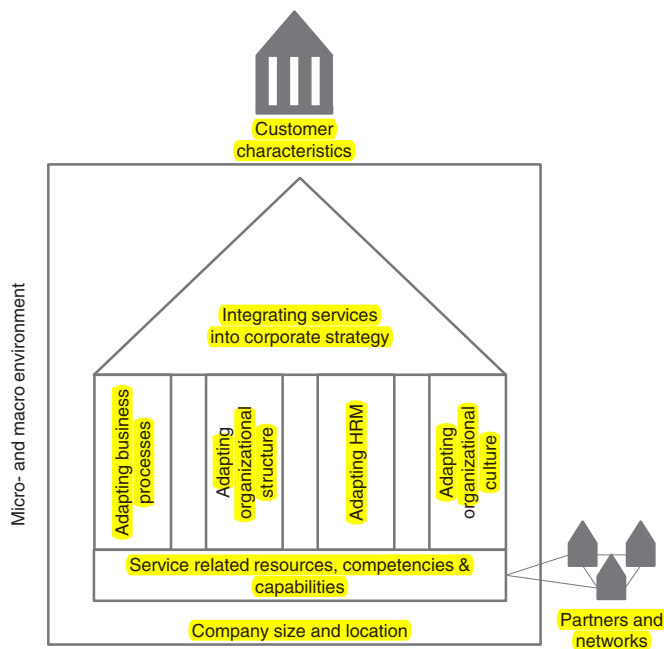 Customer
characteristics
Micro- and macro environment
Integrating services
into corporate strategy
Adapting business
processes
Adapting
organizational
structure
Adapting HRM
Adapting
organizational
culture
Service related resources, competencies &
capabilities
Company size and location
Partners and
networks